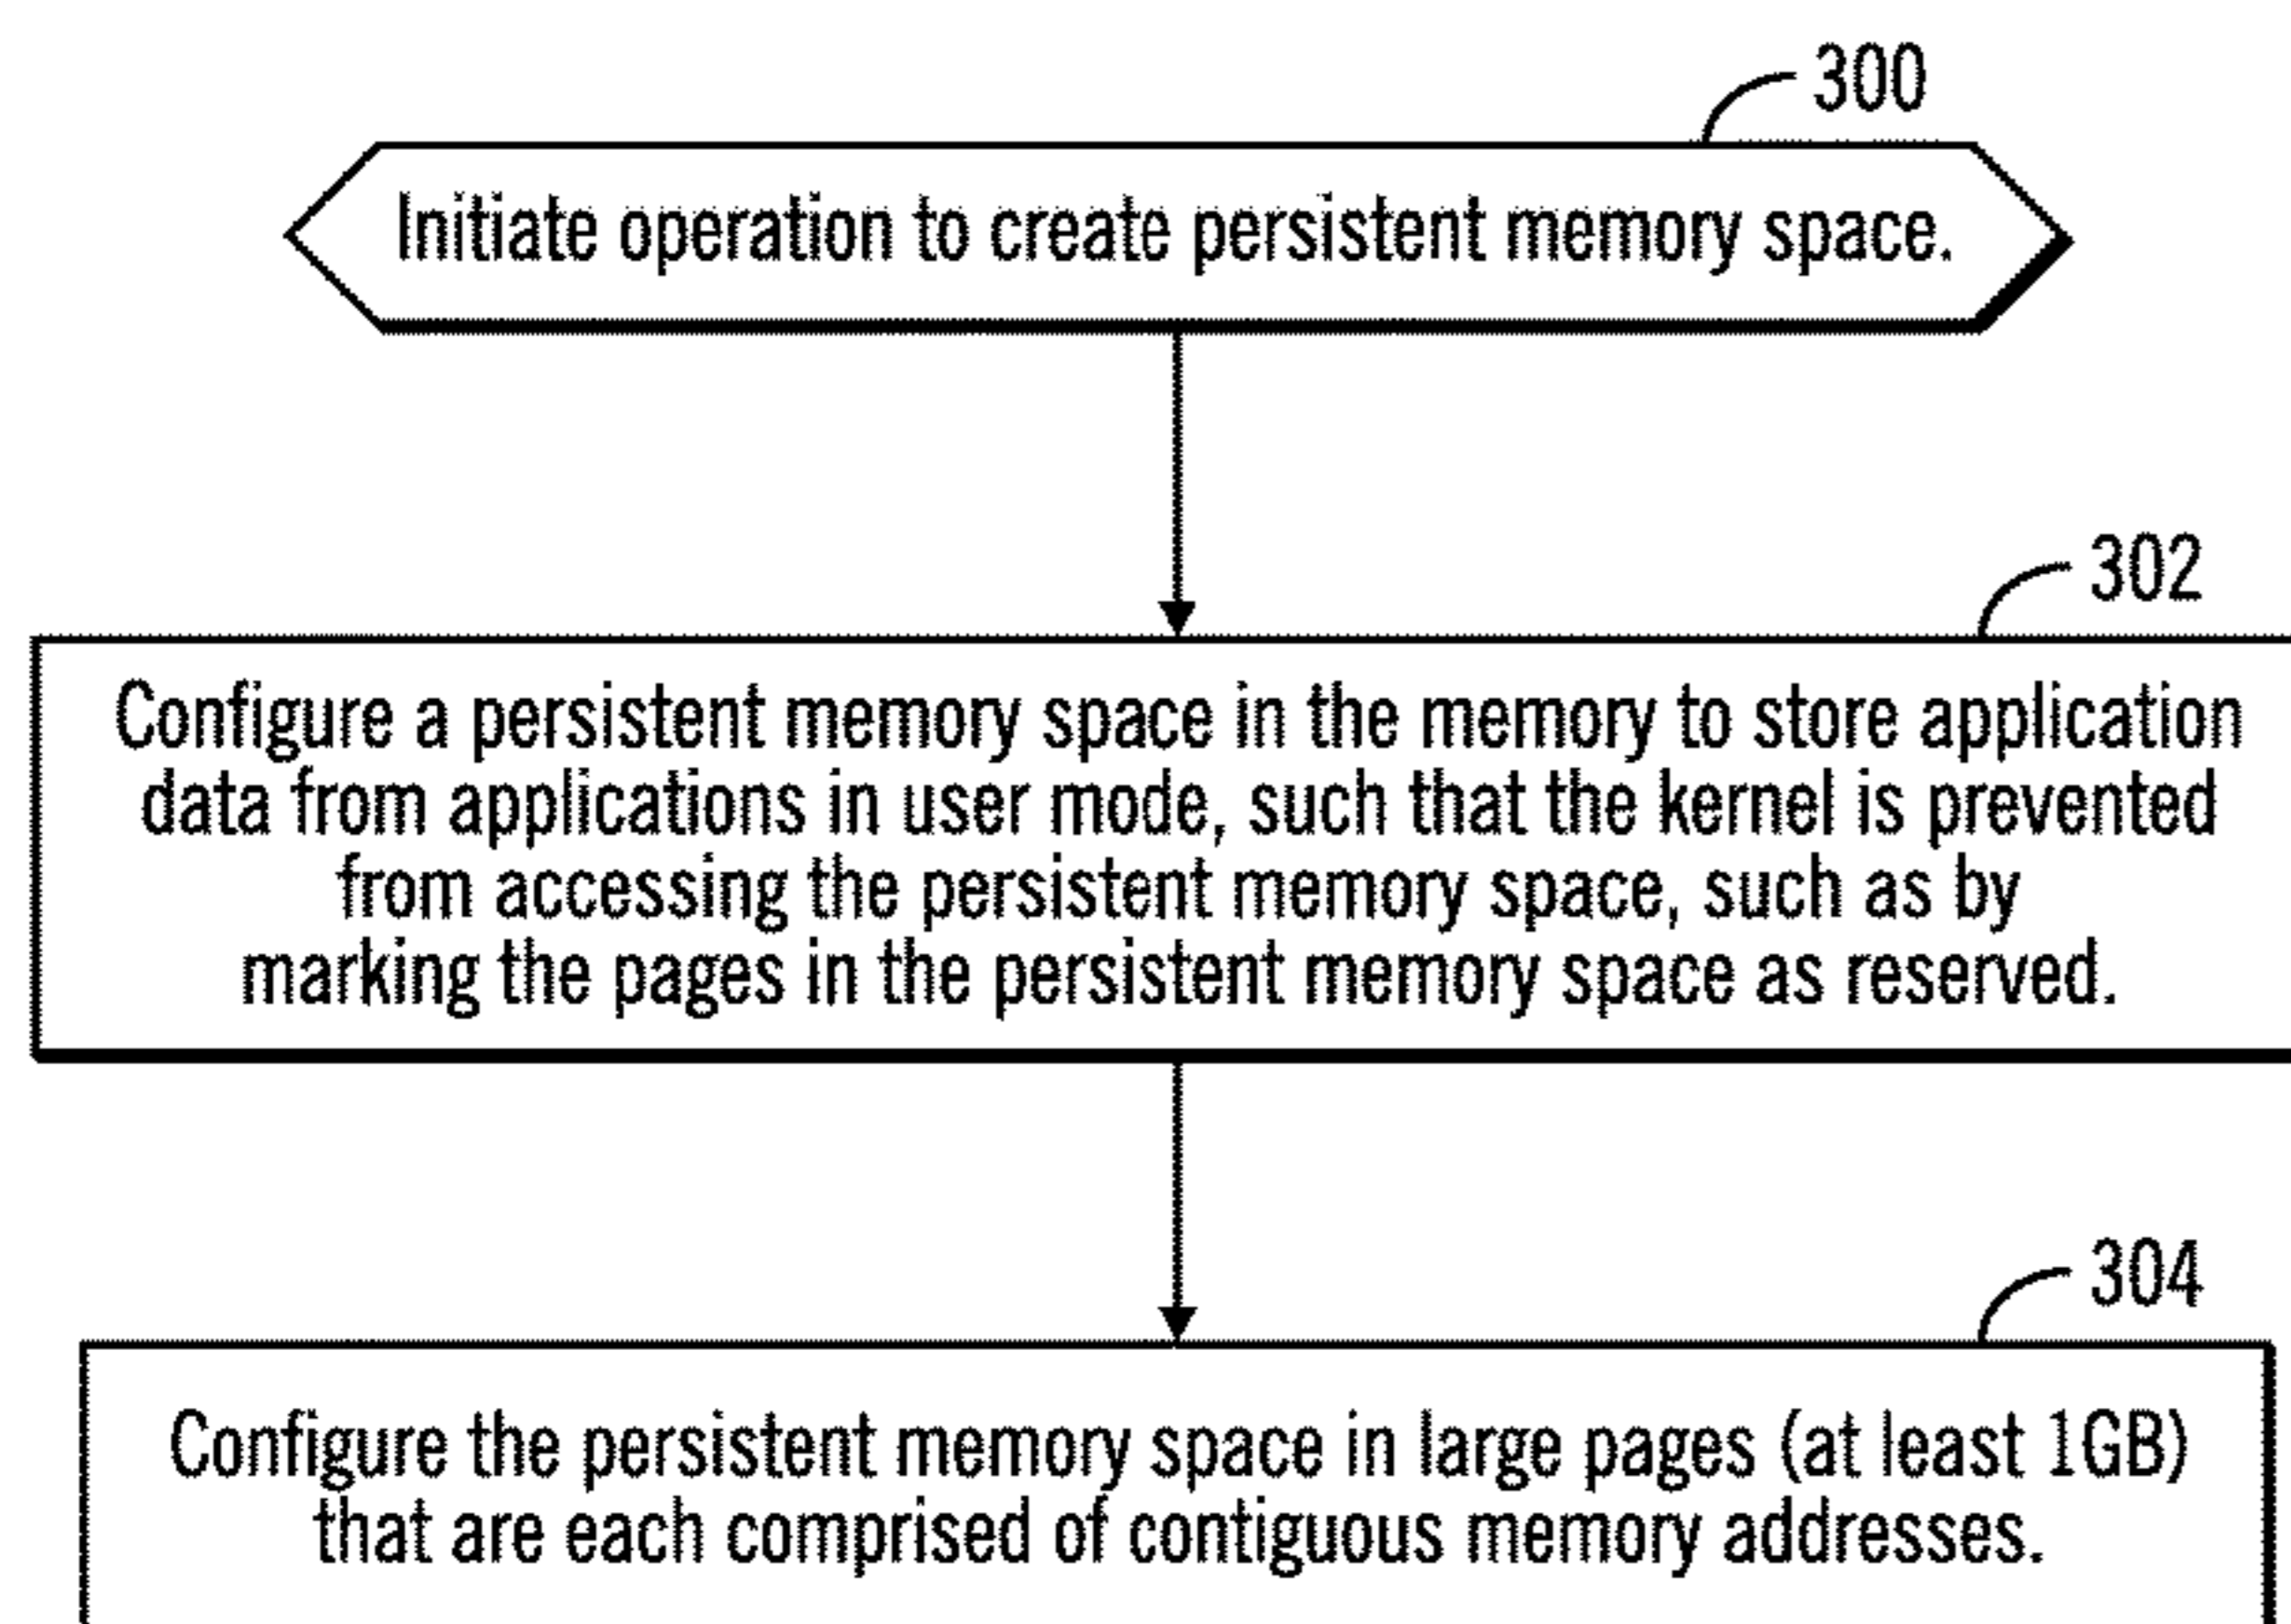 300
Initiate operation to create persistent memory space.
302
Configure a persistent memory space in the memory to store application
data from applications in user mode, such that the kernel is prevented
from accessing the persistent memory space, such as by
marking the pages in the persistent memory space as reserved.
304
Configure the persistent memory space in large pages (at least 1GB)
that are each comprised of contiguous memory addresses.